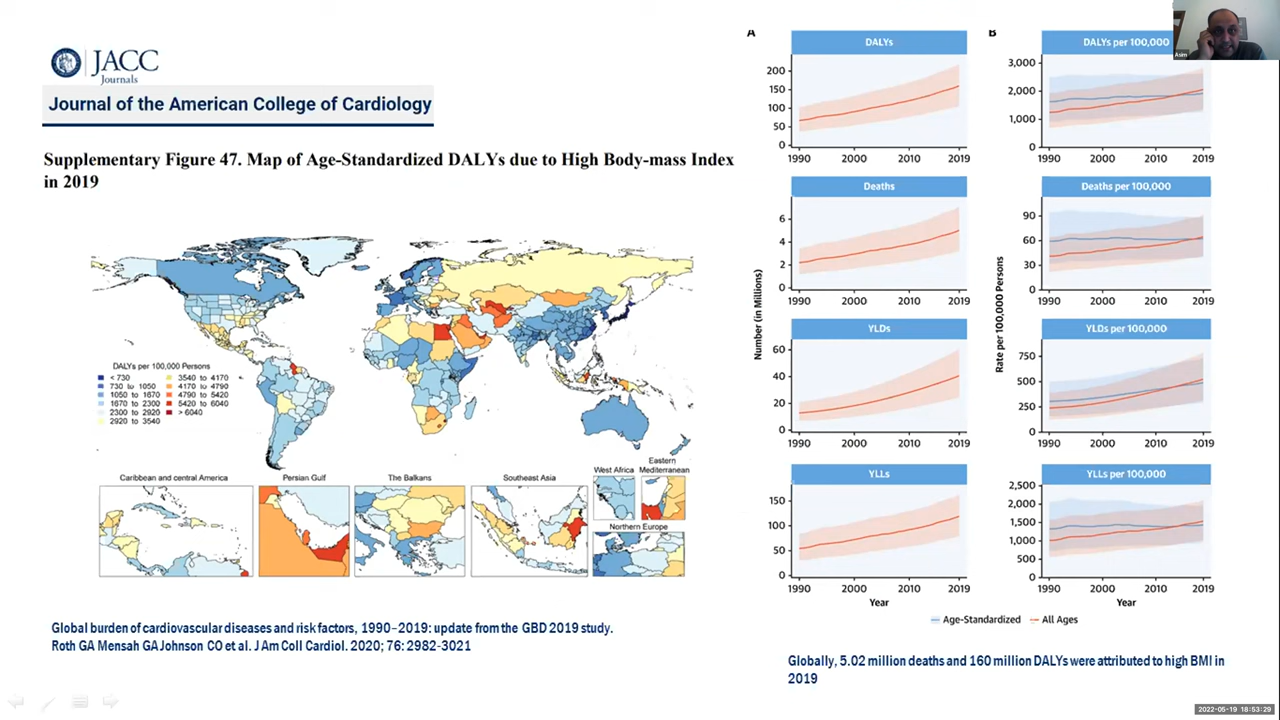 JACC
Journals
Journal of the American College of Cardiology
Supplementary Figure 47. Map of Age-Standardized DALYs due to High Body-mass Index
in 2019
DALYs per 100,000 Persons
< 730
730 to 1050
1050 to 1670
1670 to 2300
2300 to 2920
2920 to 3540
3540 to 4170
4170 to 4790
4790 to 5420
5420 to 6040
> 6040
Caribbean and central America
Persian Gulf
The Balkans
Southeast Asia
West Africa
Eastern
Mediterranean
Northern Europe
Global burden of cardiovascular diseases and risk factors, 1990–2019: update from the GBD 2019 study.
Roth GA Mensah GA Johnson CO et al. J Am Coll Cardiol. 2020; 76: 2982-3021
A
Number (in Millions)
DALYs
200
150
100
50
0
1990 2000 2010 2019
Deaths
6
4
2
0
1990 2000 2010 2019
YLDs
60
40
20
0
1990 2000 2010 2019
YLLs
150
100
50
0
1990 2000 2010 2019
Year
B
Rate per 100,000 Persons
DALYs per 100,000
3,000
2,000
1,000
0
1990 2000 2010 2019
Deaths per 100,000
90
60
30
0
1990 2000 2010 2019
YLDs per 100,000
750
500
250
0
1990 2000 2010 2019
YLLs per 100,000
2,500
2,000
1,500
1,000
500
0
1990 2000 2010 2019
Year
Age-Standardized All Ages
Globally, 5.02 million deaths and 160 million DALYs were attributed to high BMI in
2019
Asim
2022-05-19 18:53:29